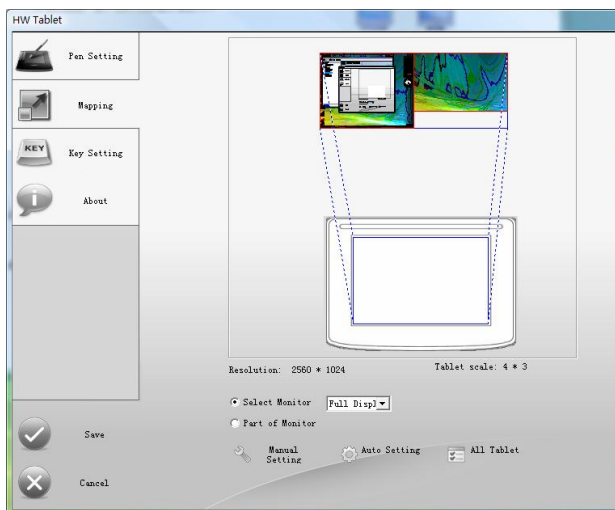 HW Tablet
Pen Setting
Mapping
KEY
Key Setting
About
Resolution: 2560 * 1024
Tablet scale: 4 * 3
Select Monitor
Full Displ
Part of Monitor
Manual
Setting
Auto Setting
All Tablet
Save
Cancel